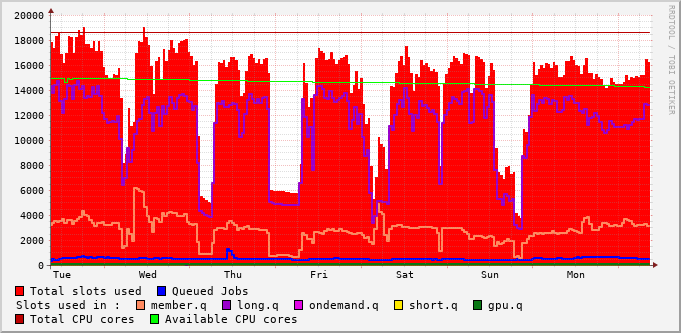 20000
18000
16000
14000
12000
10000
8000
6000
4000
2000
0
Tue Wed Thu Fri Sat Sun Mon
RRDTOOL / TOBI OETIKER
Total slots used Queued Jobs
Slots used in : member.q long.q ondemand.q short.q gpu.q
Total CPU cores Available CPU cores